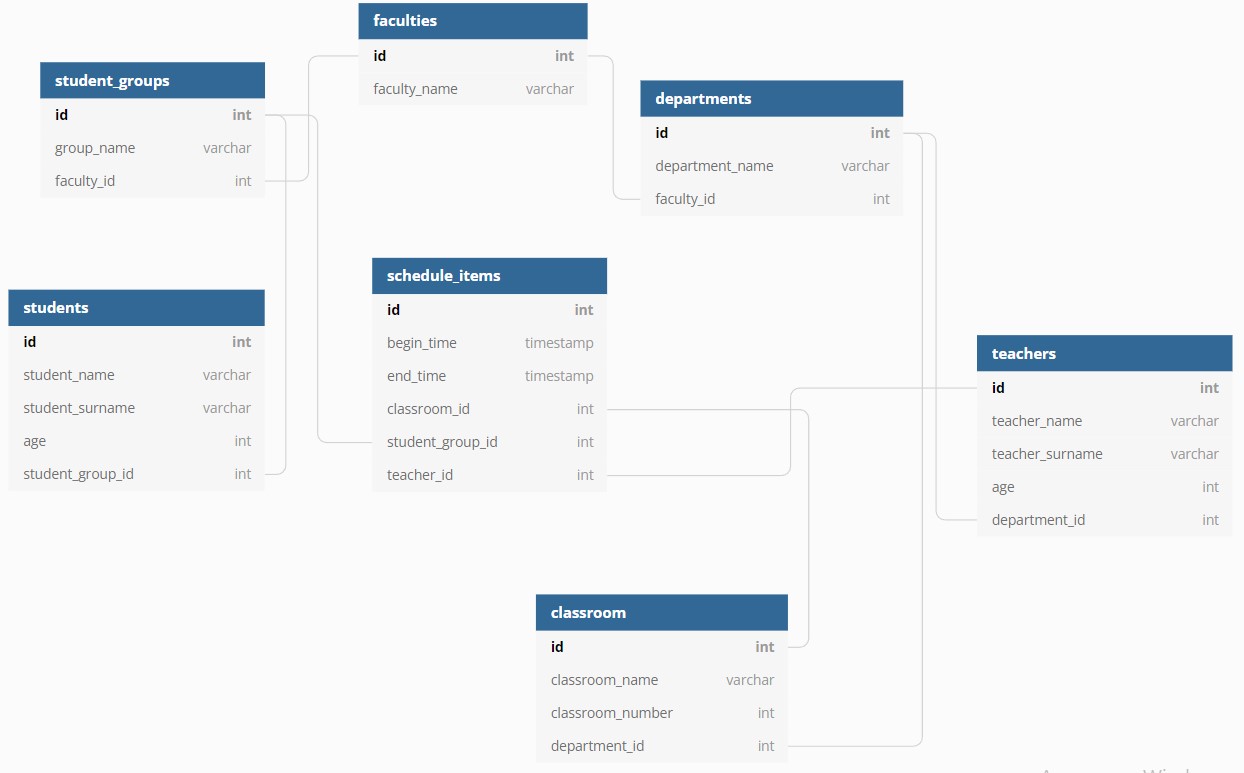 faculties
id int
faculty_name varchar
student_groups
id int
group_name varchar
faculty_id int
departments
id int
department_name varchar
faculty_id int
schedule_items
id int
begin_time timestamp
end_time timestamp
classroom_id int
student_group_id int
teacher_id int
students
id int
student_name varchar
student_surname varchar
age int
student_group_id int
teachers
id int
teacher_name varchar
teacher_surname varchar
age int
department_id int
classroom
id int
classroom_name varchar
classroom_number int
department_id int